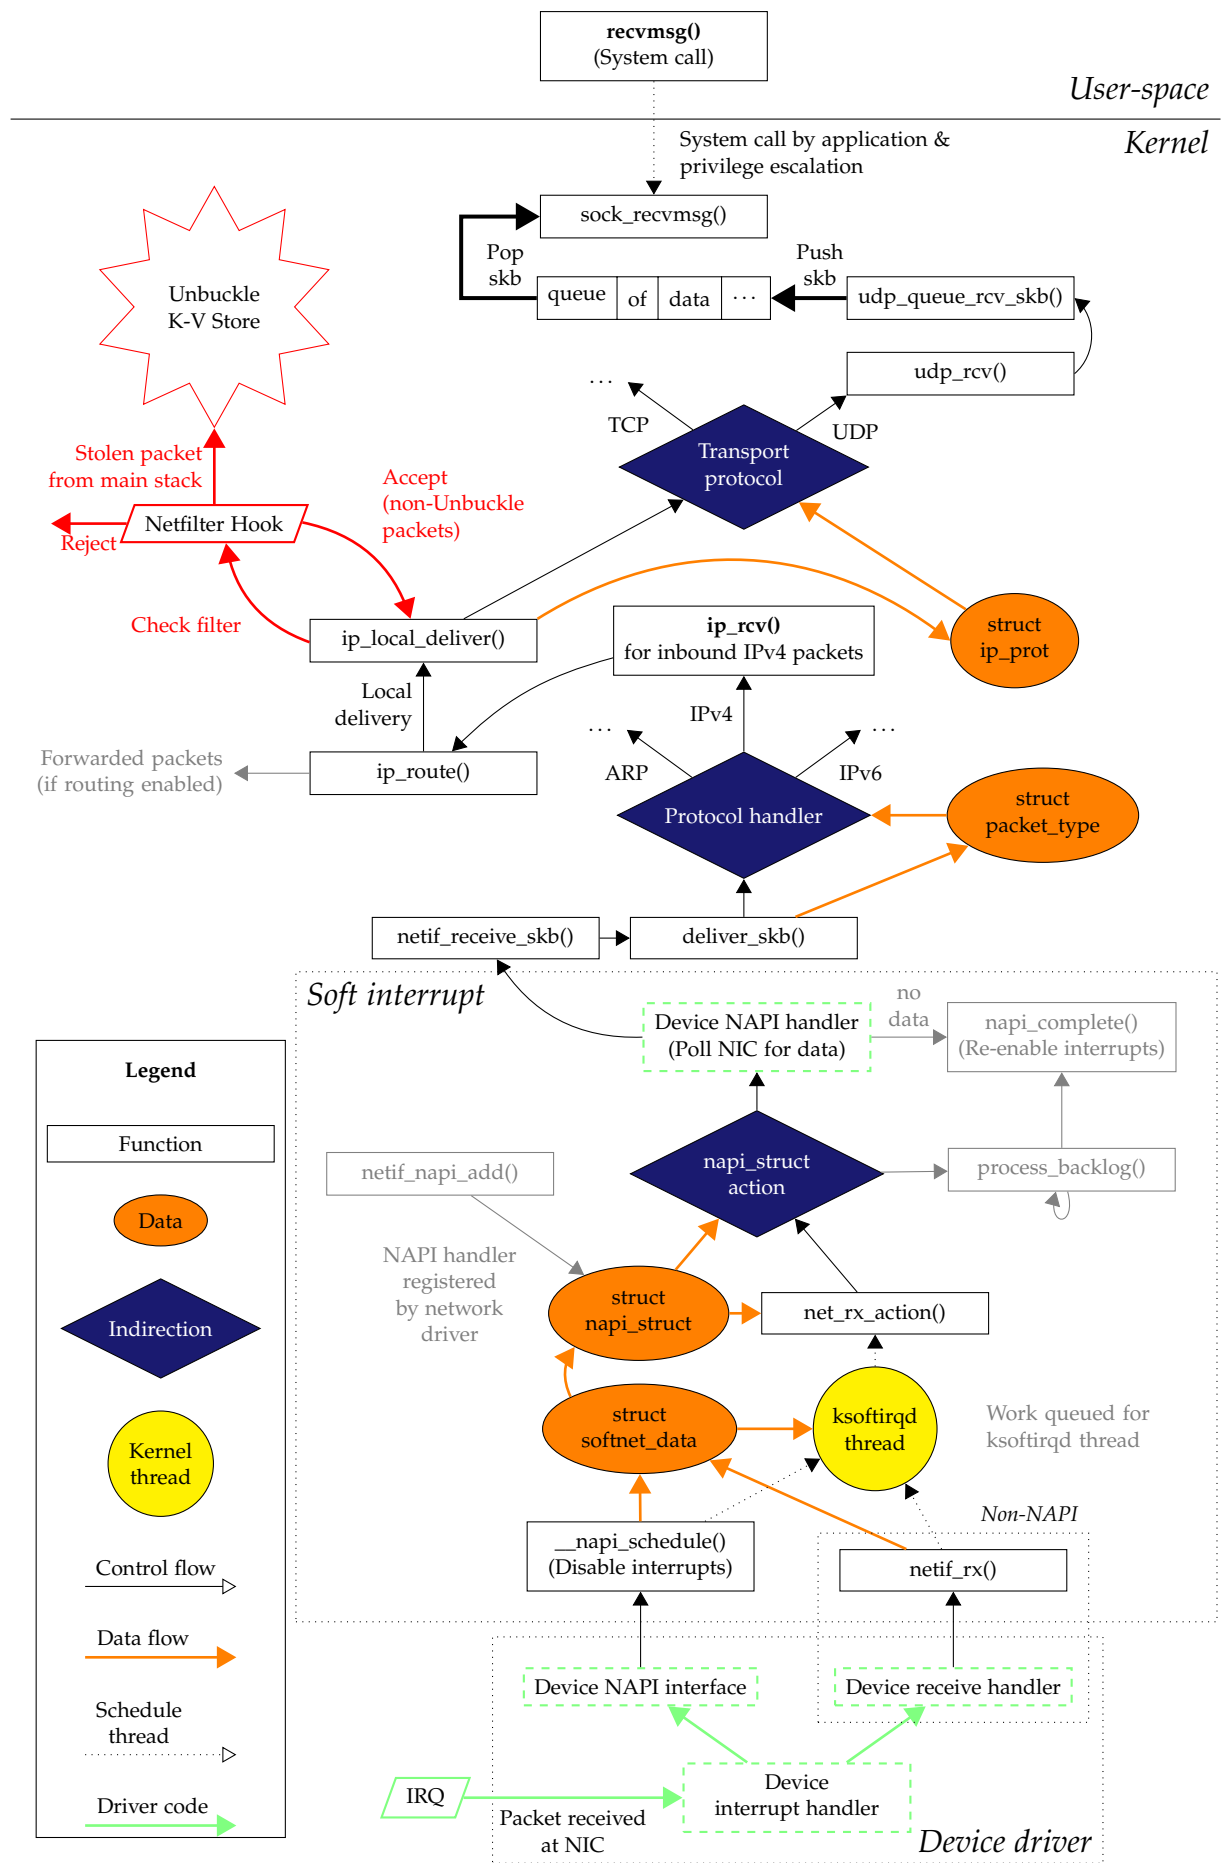 recvmsg()
(System call)
User-space
Kernel
System call by application &
privilege escalation
sock_recvmsg()
Pop
skb
Push
skb
queue of data ···
udp_queue_rcv_skb()
Unbuckle
K-V Store
udp_rcv()
···
TCP
UDP
Transport
protocol
Stolen packet
from main stack
Accept
(non-Unbuckle
packets)
Netfilter Hook
Reject
Check filter
ip_local_deliver()
ip_rcv()
for inbound IPv4 packets
struct
ip_prot
Local
delivery
IPv4
···
···
ARP
IPv6
Forwarded packets
(if routing enabled)
ip_route()
Protocol handler
struct
packet_type
netif_receive_skb()
deliver_skb()
Soft interrupt
Device NAPI handler
(Poll NIC for data)
no
data
napi_complete()
(Re-enable interrupts)
netif_napi_add()
napi_struct
action
process_backlog()
NAPI handler
registered
by network
driver
struct
napi_struct
net_rx_action()
struct
softnet_data
ksoftirqd
thread
Work queued for
ksoftirqd thread
Non-NAPI
__napi_schedule()
(Disable interrupts)
netif_rx()
Device NAPI interface
Device receive handler
IRQ
Packet received
at NIC
Device
interrupt handler
Device driver
Legend
Function
Data
Indirection
Kernel
thread
Control flow
Data flow
Schedule
thread
Driver code